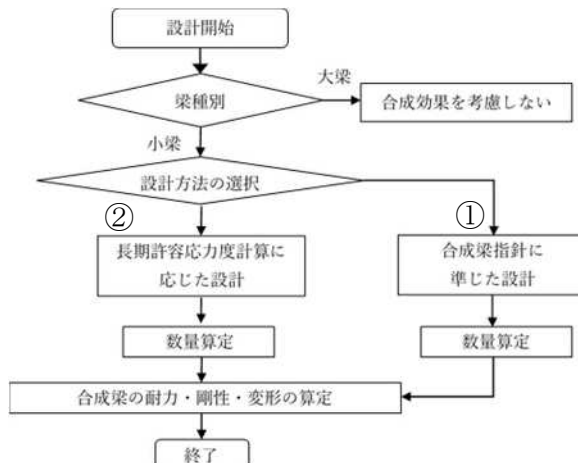 設計開始
大梁
梁種別
合成効果を考慮しない
小梁
設計方法の選択
②
①
長期許容応力度計算に
応じた設計
合成梁指針に
準じた設計
数量算定
数量算定
合成梁の耐力・剛性・変形の算定
終了